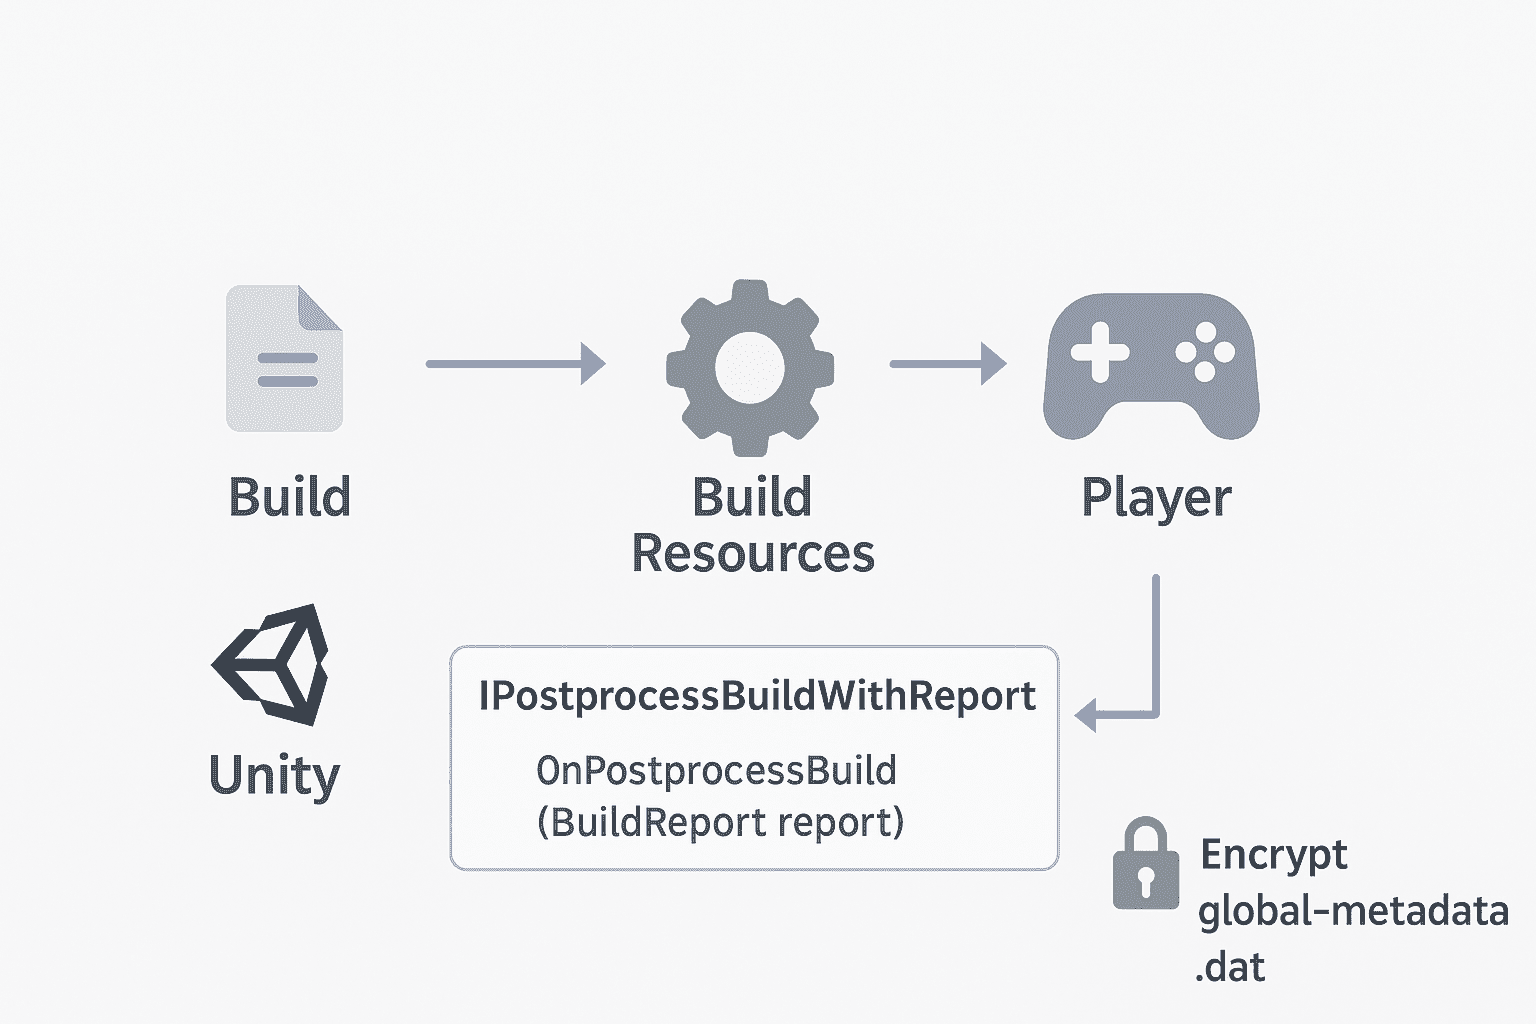 Build
Build
Resources
Player
Unity
IPostprocessBuildWithReport
OnPostprocessBuild
(BuildReport report)
Encrypt
global-metadata
.dat